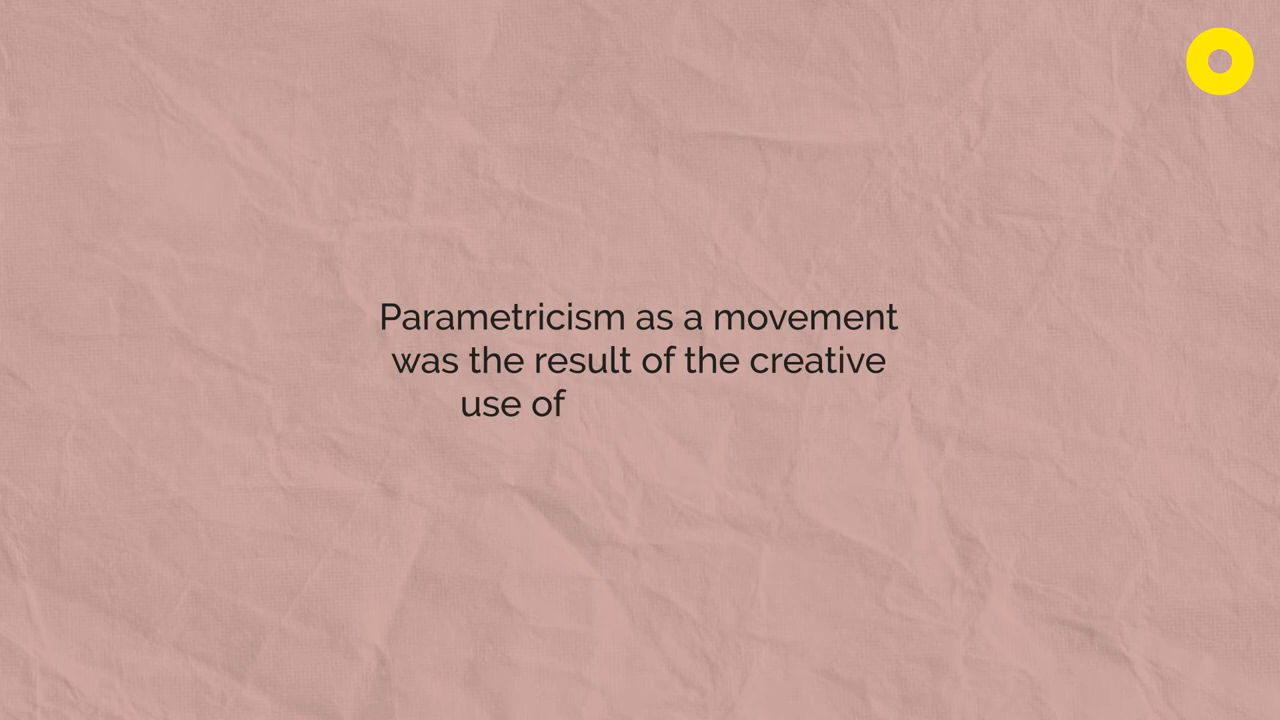 Parametricism as a movement
was the result of the creative
use of